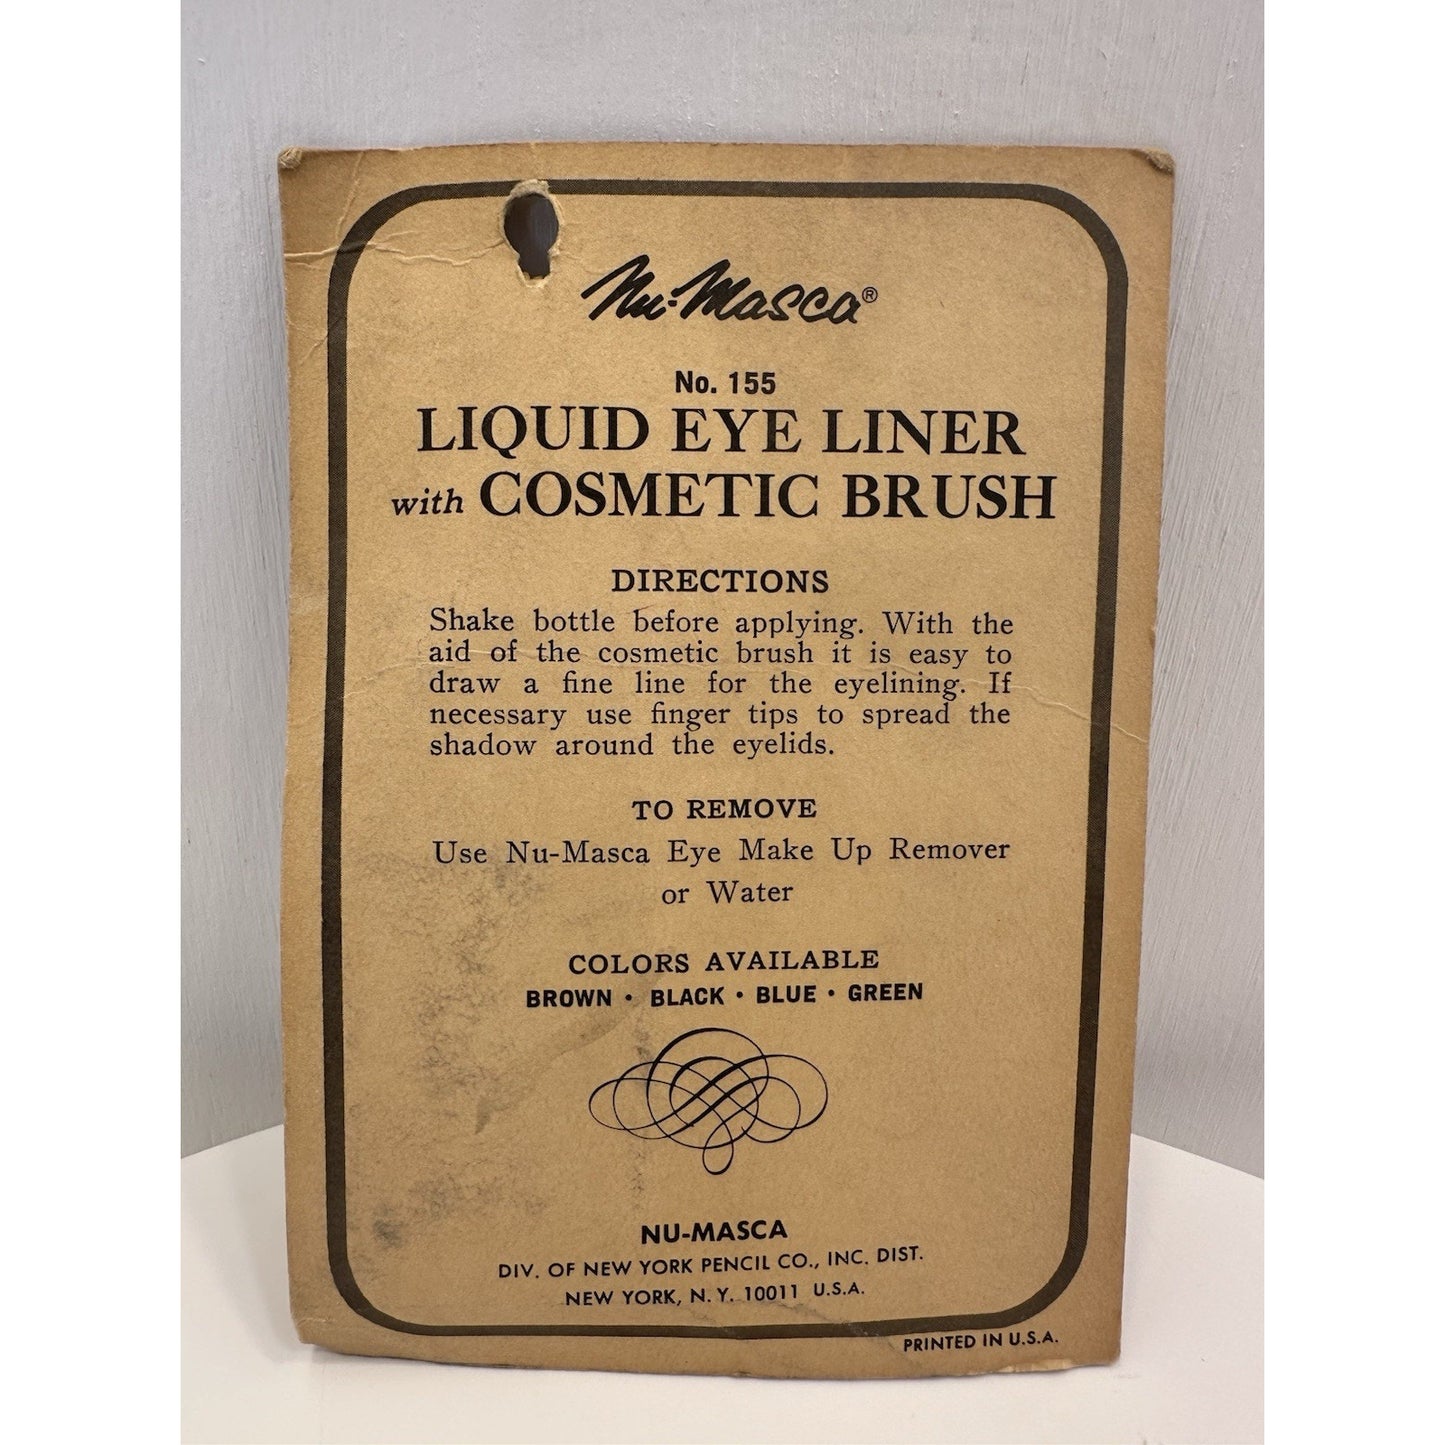 Nu-Masca®
No. 155
LIQUID EYE LINER
with COSMETIC BRUSH
DIRECTIONS
Shake bottle before applying. With the
aid of the cosmetic brush it is easy to
draw a fine line for the eyelining. If
necessary use finger tips to spread the
shadow around the eyelids.
TO REMOVE
Use Nu-Masca Eye Make Up Remover
or Water
COLORS AVAILABLE
BROWN • BLACK • BLUE • GREEN
NU-MASCA
DIV. OF NEW YORK PENCIL CO., INC. DIST.
NEW YORK, N.Y. 10011 U.S.A.
PRINTED IN U.S.A.